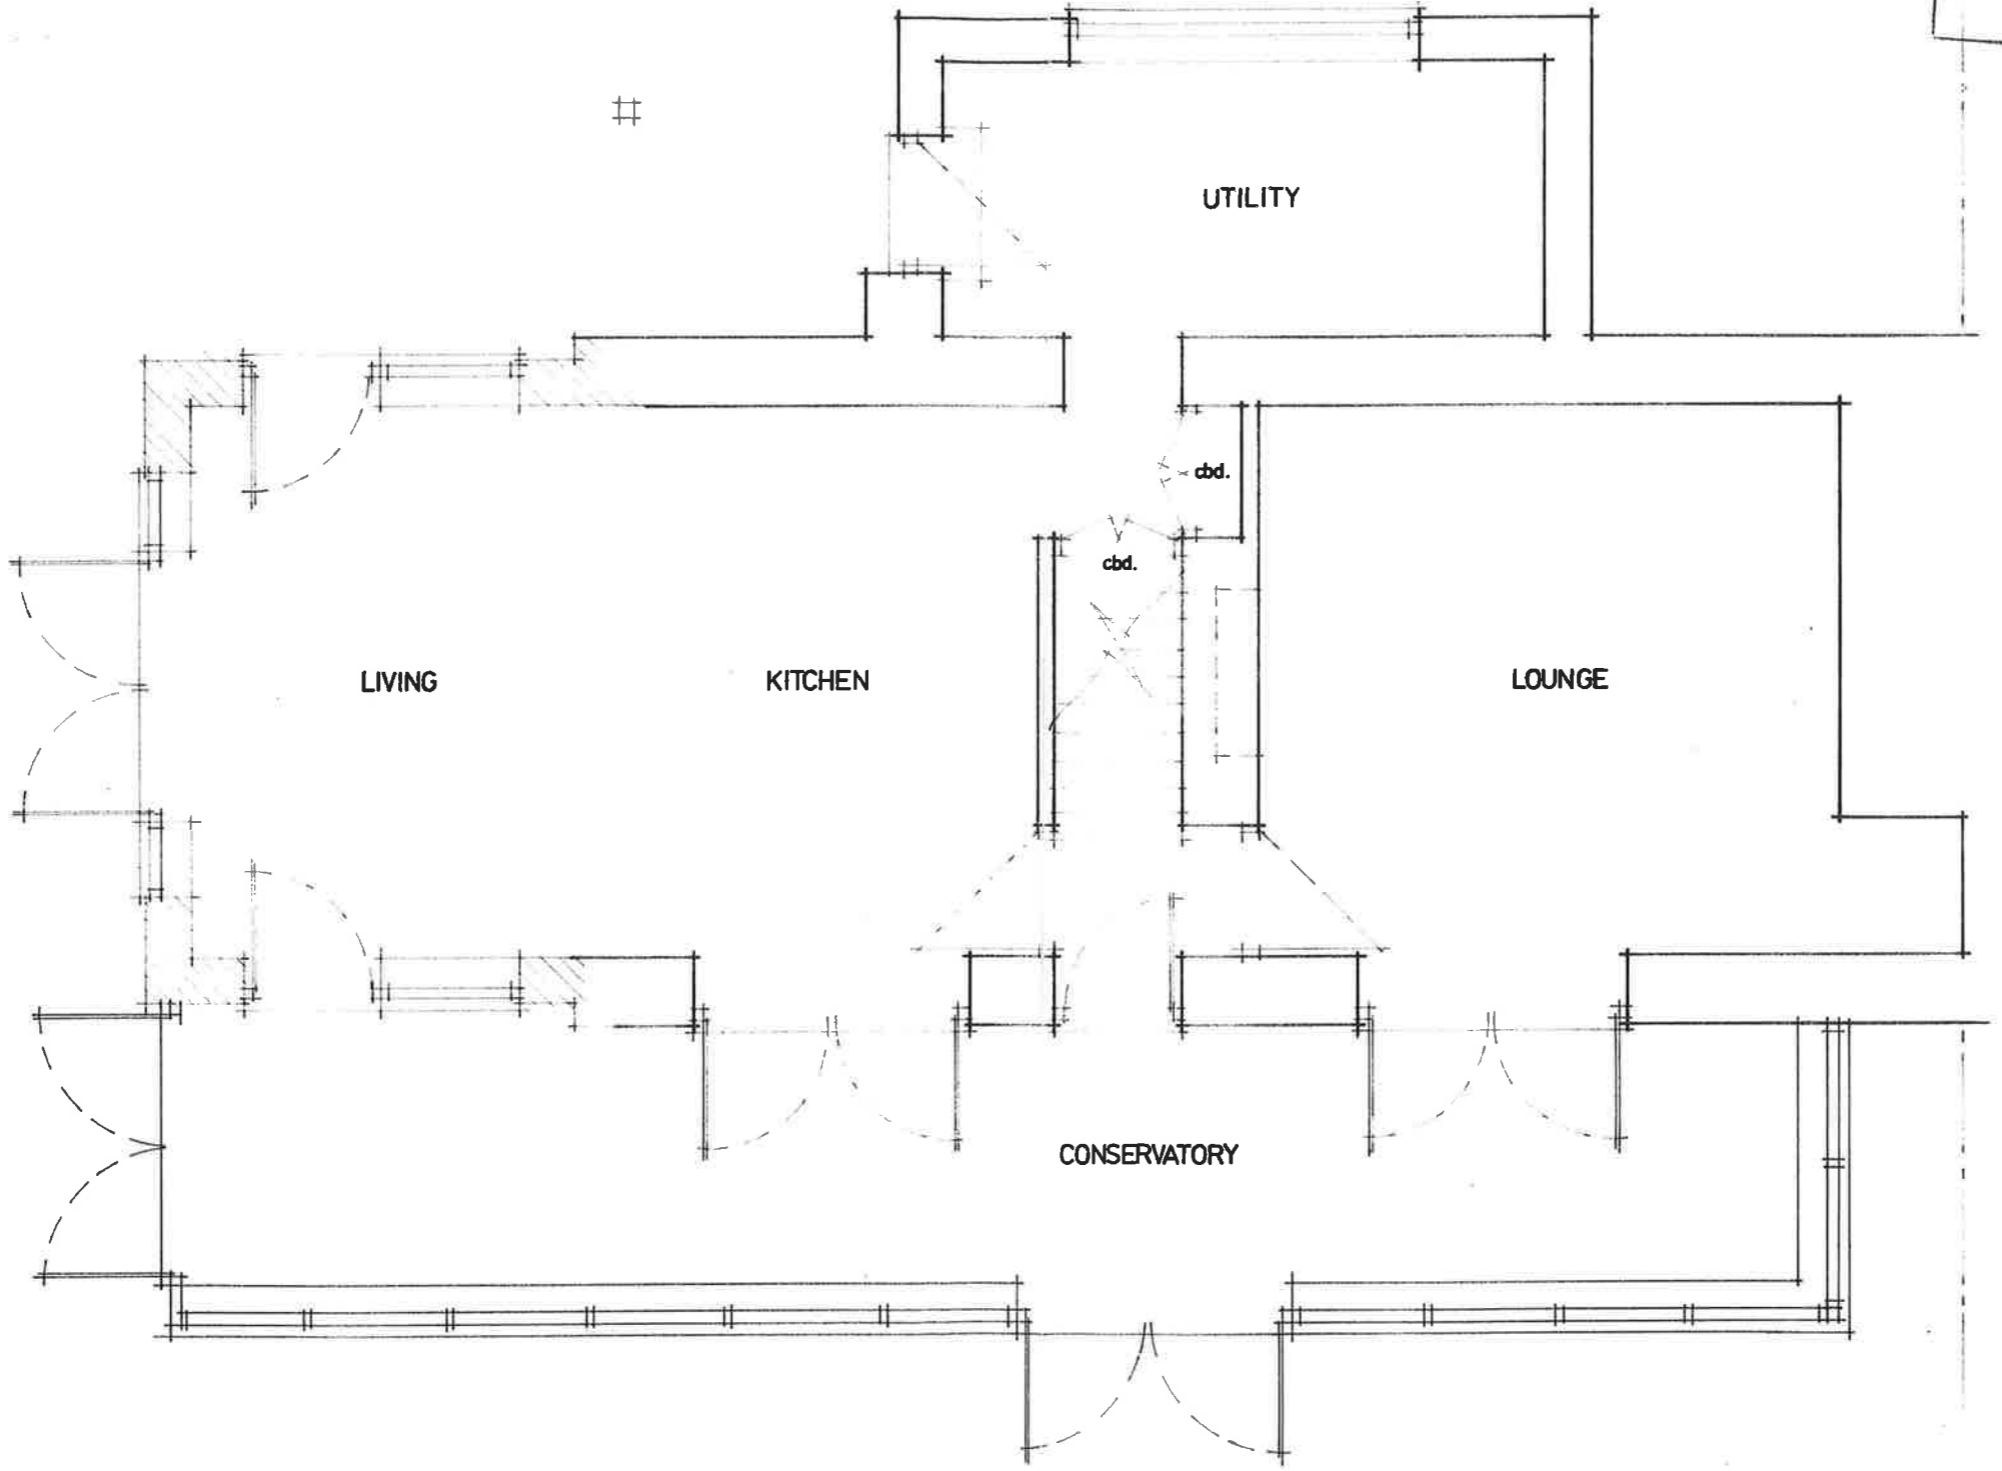 UTILITY
cbd.
cbd.
LIVING
KITCHEN
LOUNGE
CONSERVATORY